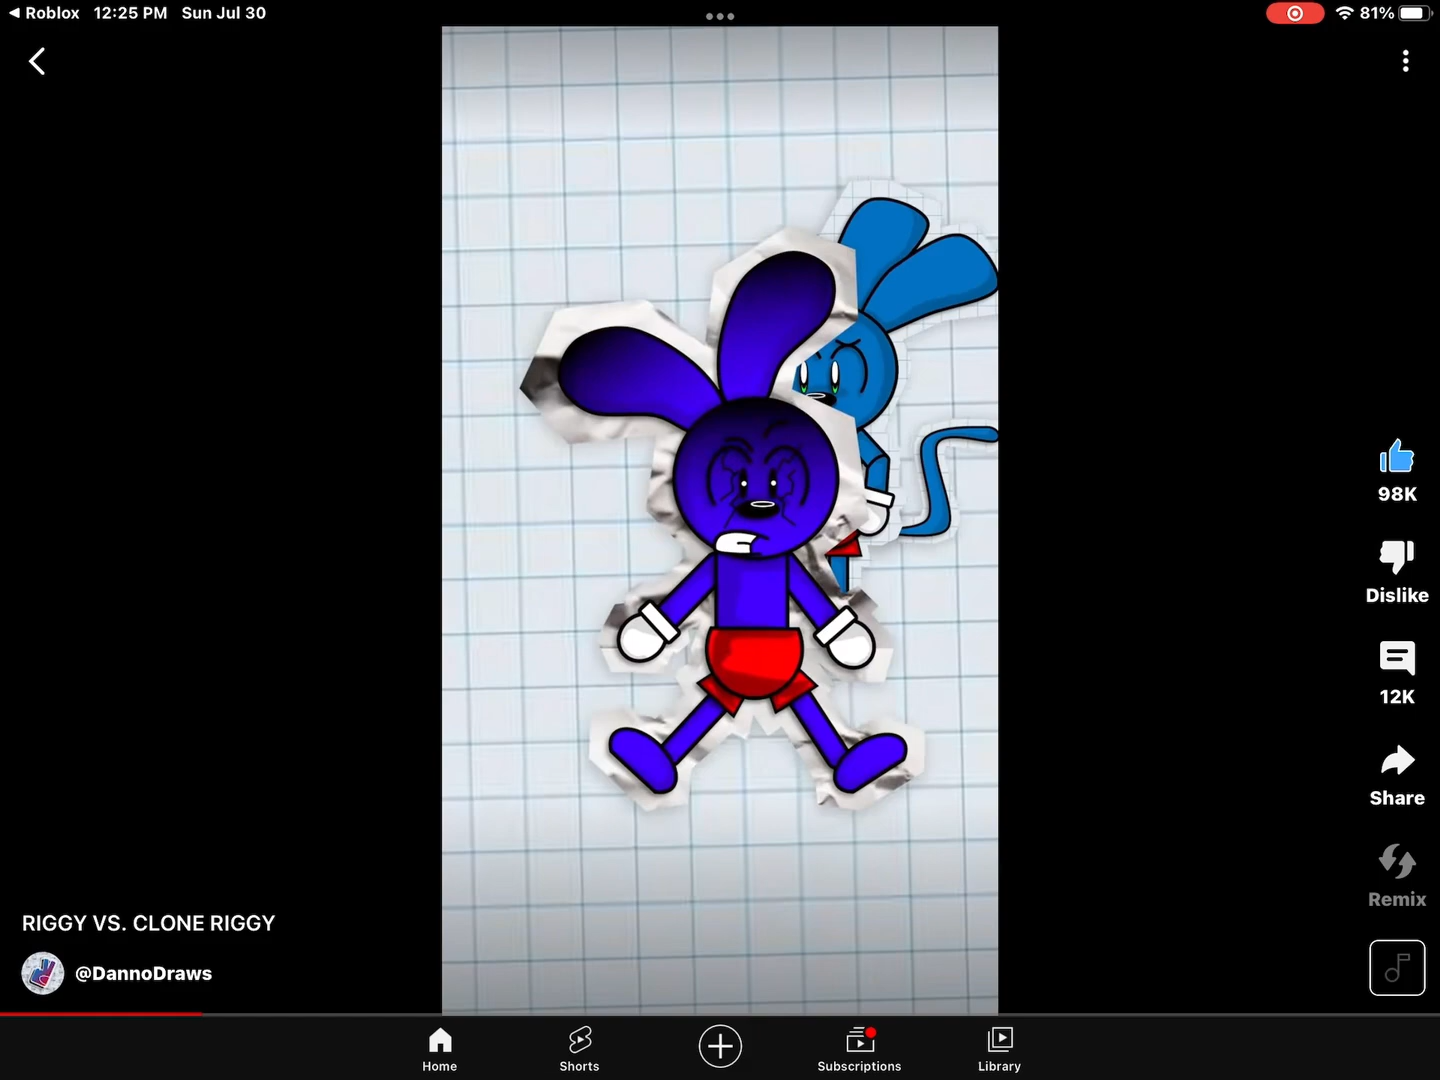 Roblox 12:25 PM Sun Jul 30
81%
98K
Dislike
12K
Share
Remix
RIGGY VS. CLONE RIGGY
@DannoDraws
Home Shorts Subscriptions Library